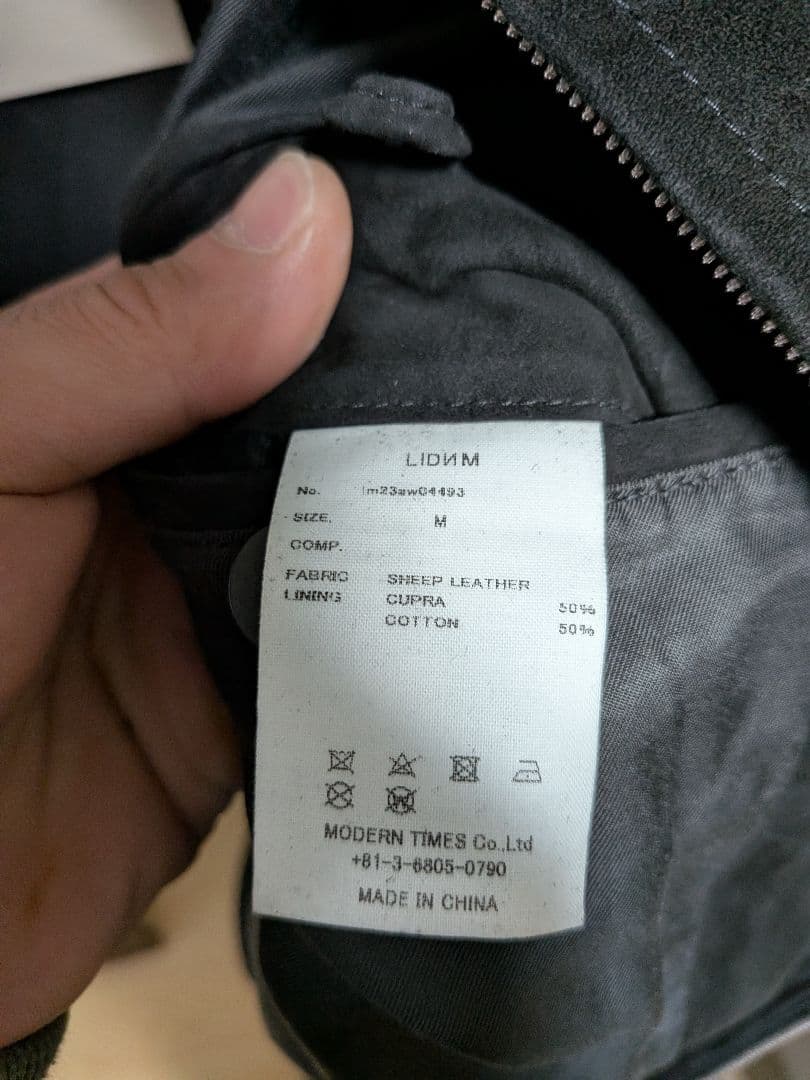 LIDИM
No. lm23aw04493
SIZE. M
COMP.
FABRIC SHEEP LEATHER
LINING CUPRA 50%
COTTON 50%
W
MODERN TIMES Co.,Ltd
+81-3-6805-0790
MADE IN CHINA